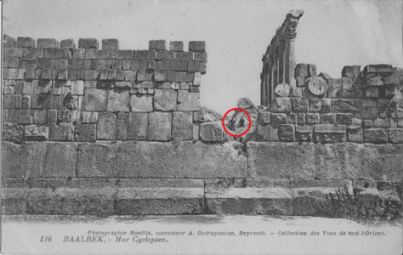 Photographie Bonfils, successeur A. Guiragossian, Beyrouth. — Collection des Vues de tout l'Orient.
116 BAALBEK. - Mur Cyclopéen.